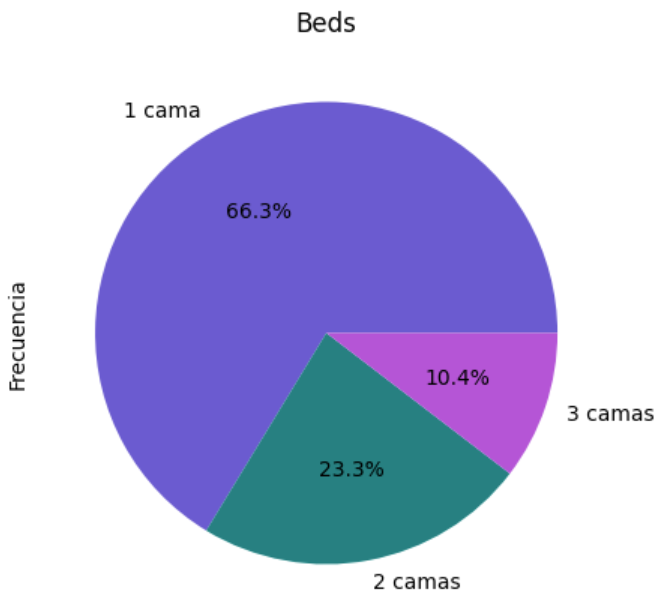 Beds
1 cama
66.3%
Frecuencia
10.4%
3 camas
23.3%
2 camas